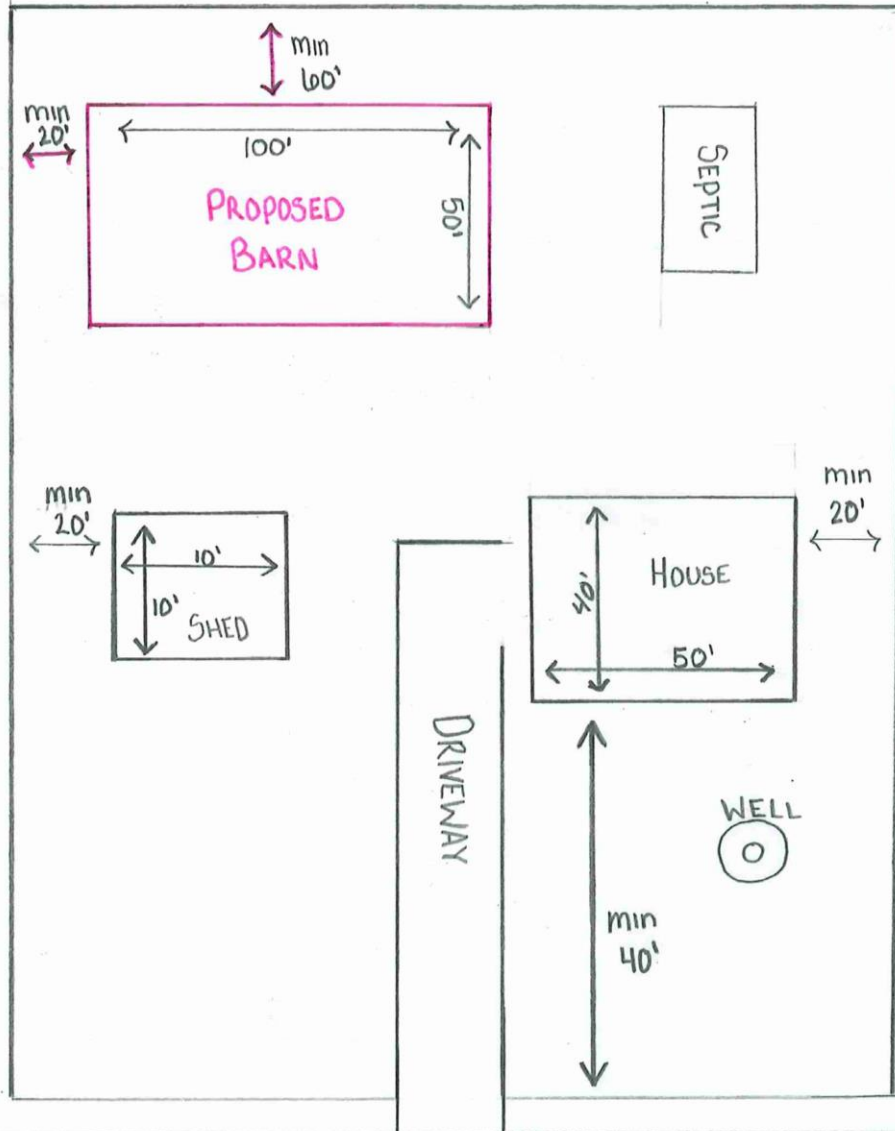 min
60'
min
20'
100'
50'
PROPOSED
BARN
SEPTIC
min
20'
10'
10'
SHED
40'
HOUSE
50'
min
20'
DRIVEWAY
WELL
min
40'